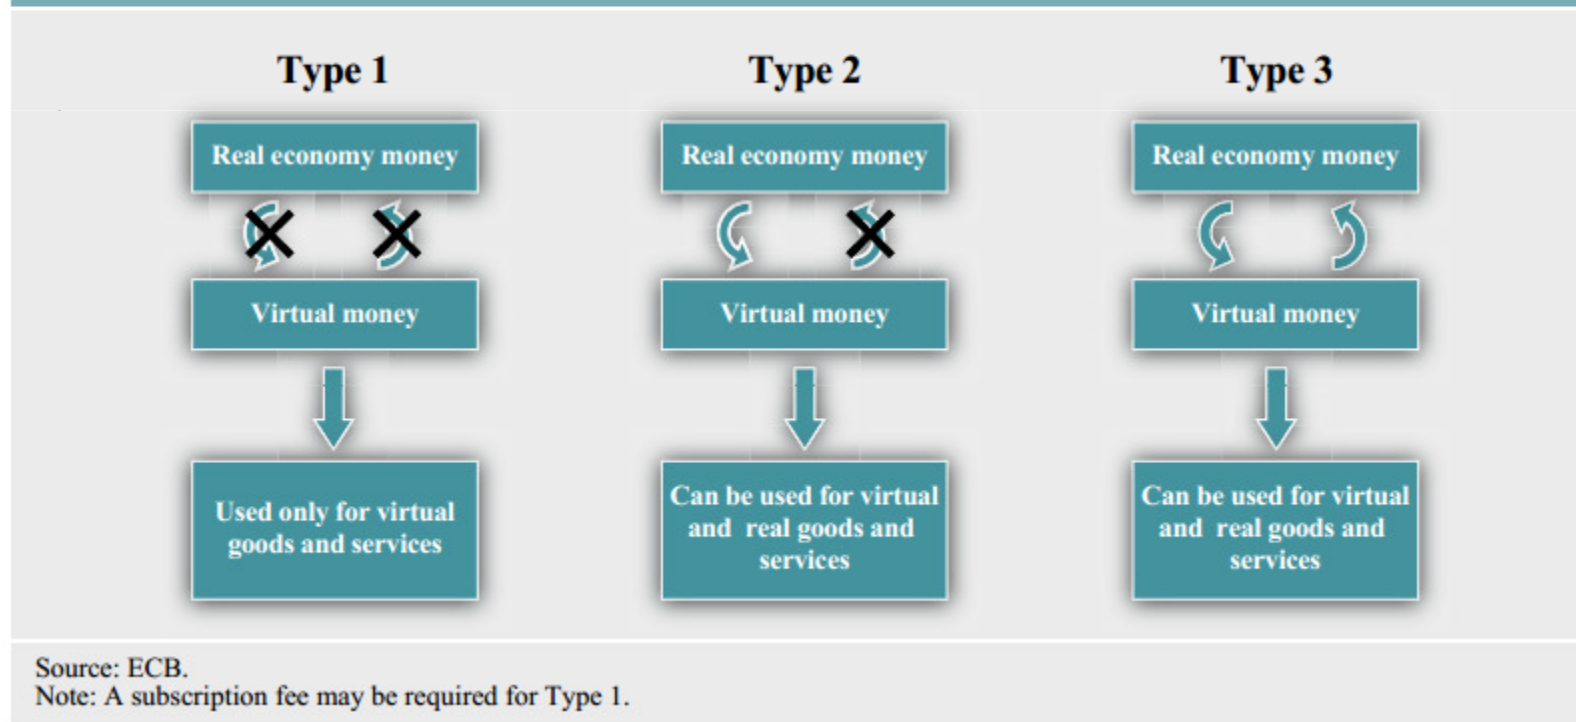 Type 1
Real economy money
Virtual money
Used only for virtual
goods and services
Type 2
Real economy money
Virtual money
Can be used for virtual
and real goods and
services
Type 3
Real economy money
Virtual money
Can be used for virtual
and real goods and
services
Source: ECB.
Note: A subscription fee may be required for Type 1.